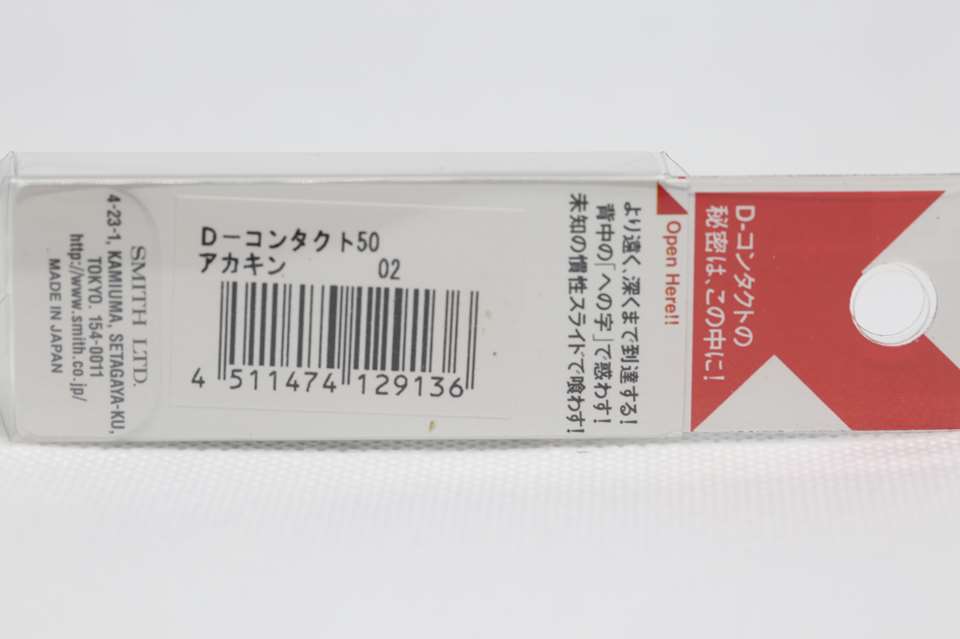 SMITH LTD.
4-23-1, KAMIUMA, SETAGAYA-KU,
TOKYO. 154-0011
http://www.smith.co.jp/
MADE IN JAPAN
D-コンタクト50
アカキン 02
4 511474 129136
より遠く、深くまで到達する!
背中の「への字」で惑わす!
未知の慣性スライドで喰わす!
Open Here!!
D-コンタクトの
秘密は、この中に!